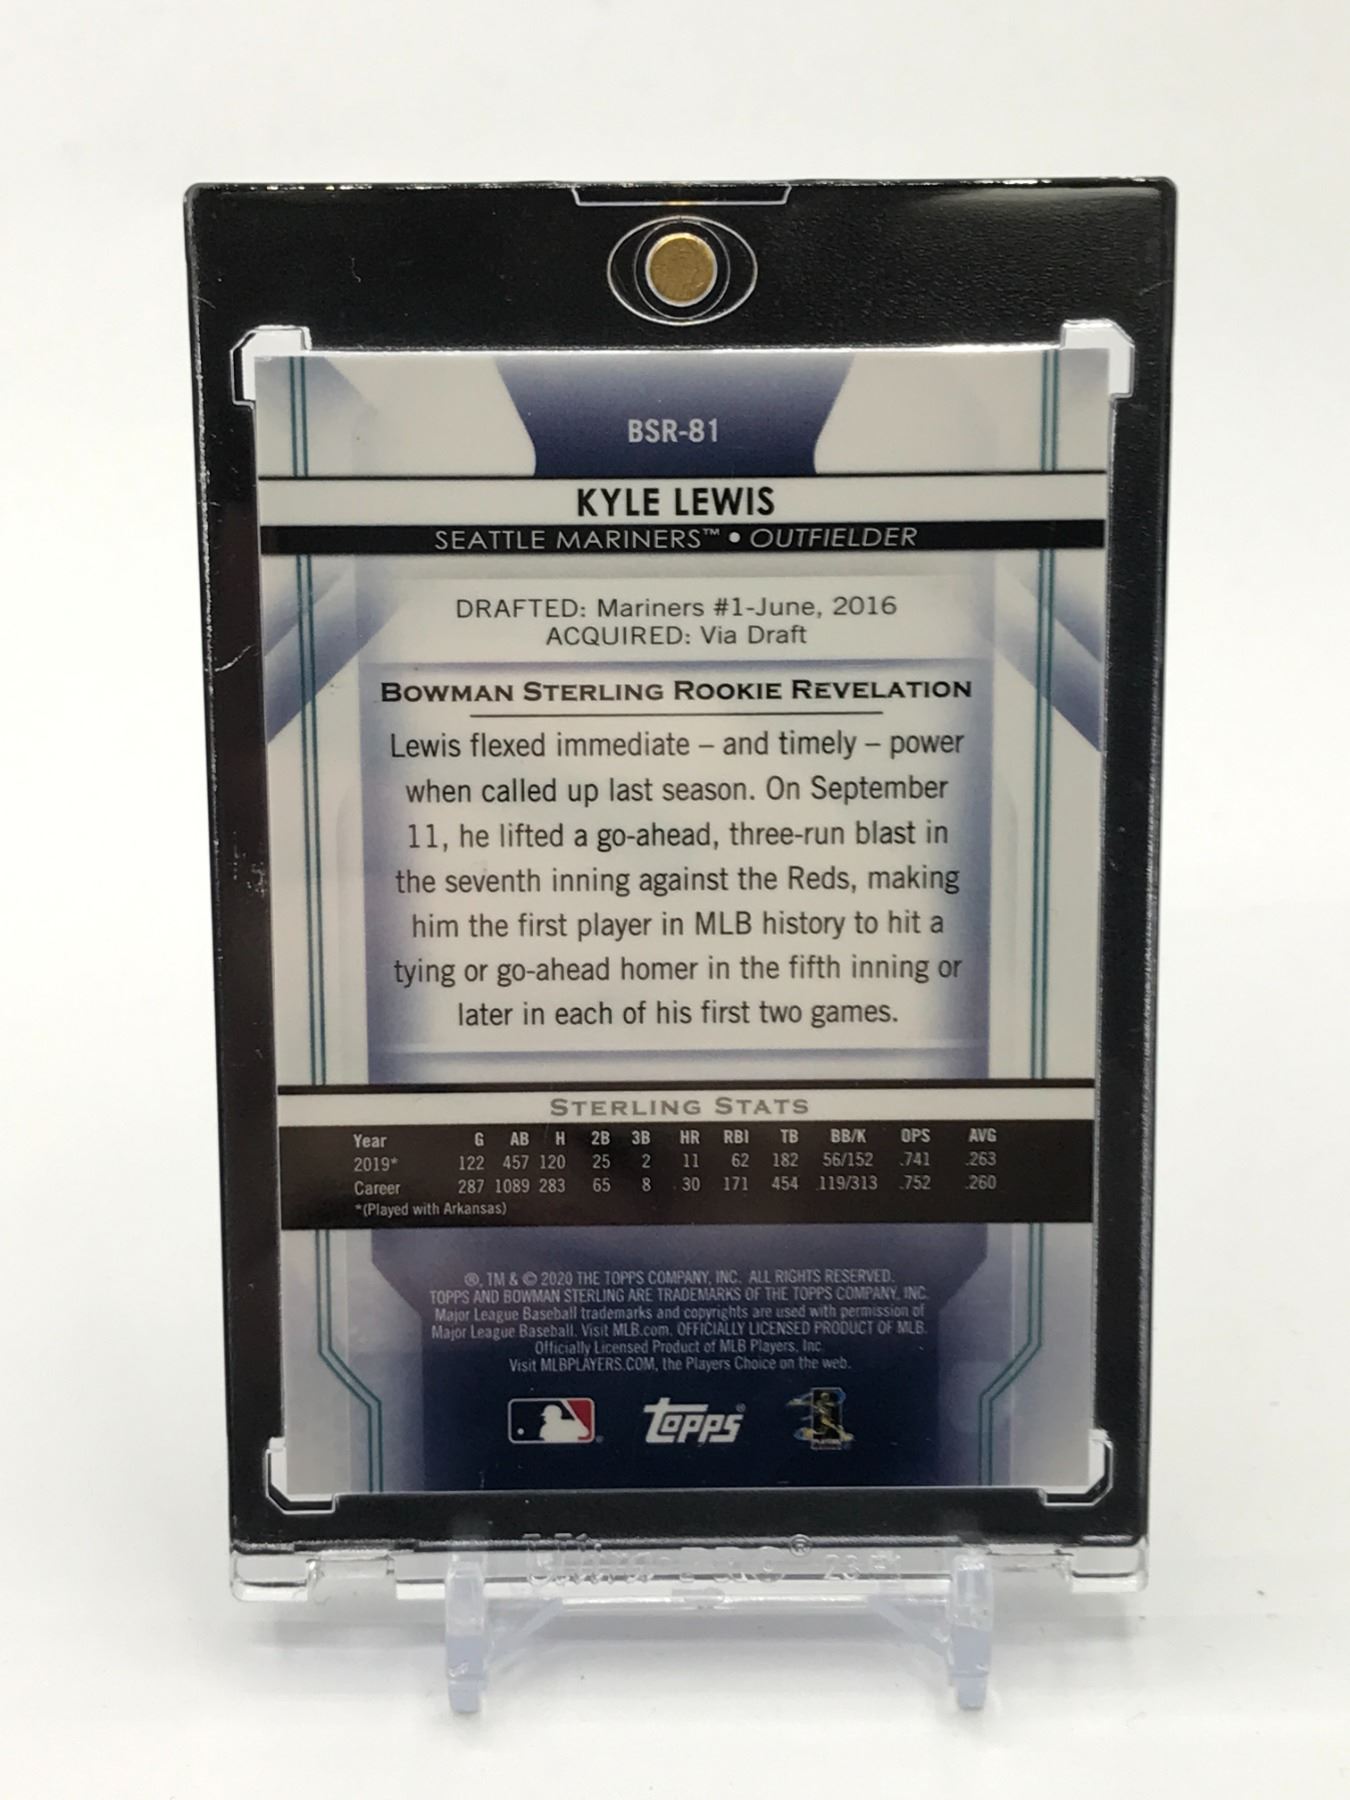 BSR-81
KYLE LEWIS
SEATTLE MARINERS™ • OUTFIELDER
DRAFTED: Mariners #1-June, 2016
ACQUIRED: Via Draft
BOWMAN STERLING ROOKIE REVELATION
Lewis flexed immediate – and timely – power
when called up last season. On September
11, he lifted a go-ahead, three-run blast in
the seventh inning against the Reds, making
him the first player in MLB history to hit a
tying or go-ahead homer in the fifth inning or
later in each of his first two games.
STERLING STATS
Year G AB H 2B 3B HR RBI TB BB/K OPS AVG
2019* 122 457 120 25 2 11 62 182 56/152 .741 .263
Career 287 1089 283 65 8 30 171 454 119/313 .752 .260
*(Played with Arkansas)
®, TM & © 2020 THE TOPPS COMPANY, INC. ALL RIGHTS RESERVED.
TOPPS AND BOWMAN STERLING ARE TRADEMARKS OF THE TOPPS COMPANY, INC.
Major League Baseball trademarks and copyrights are used with permission of
Major League Baseball. Visit MLB.com. OFFICIALLY LICENSED PRODUCT OF MLB.
Officially Licensed Product of MLB Players, Inc.
Visit MLBPLAYERS.COM, the Players Choice on the web.
topps®
Ultra PRO®